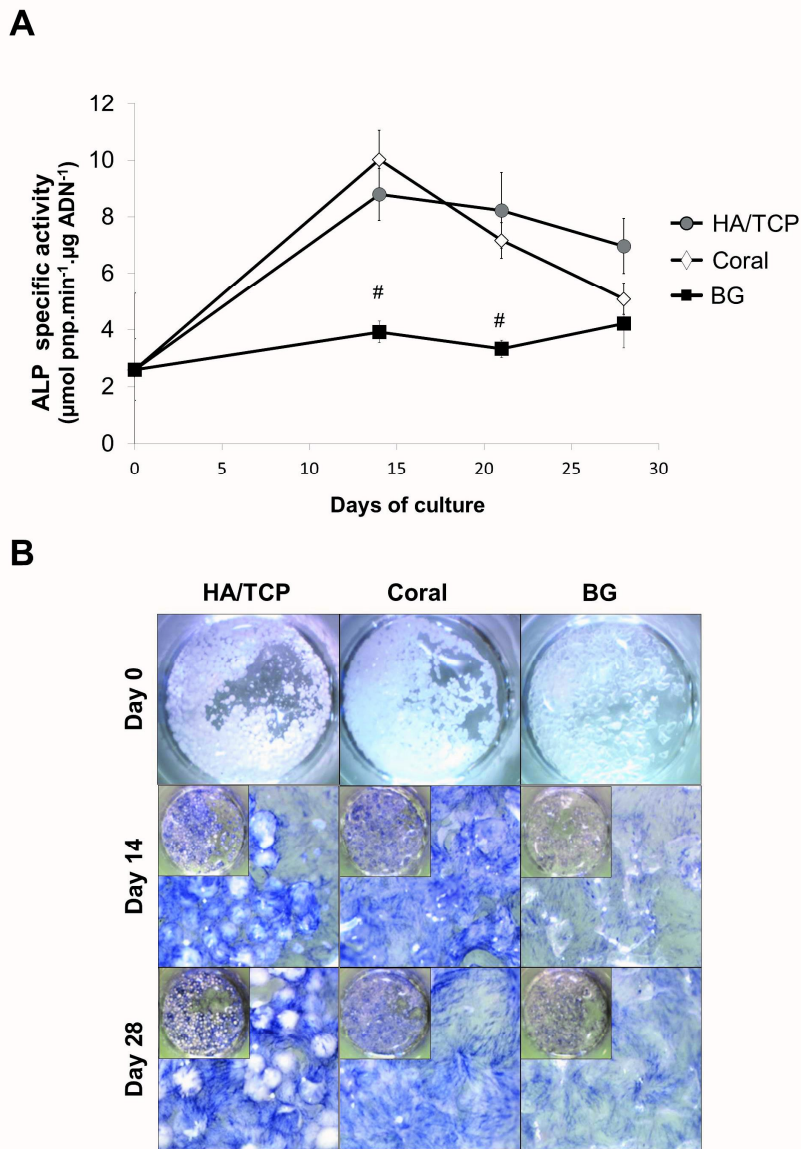 A
12
10
8
6
4
2
0
ALP specific activity
(µmol pnp.min⁻¹.µg ADN⁻¹)
#
#
0 5 10 15 20 25 30
Days of culture
HA/TCP
Coral
BG
B
HA/TCP Coral BG
Day 0
Day 14
Day 28